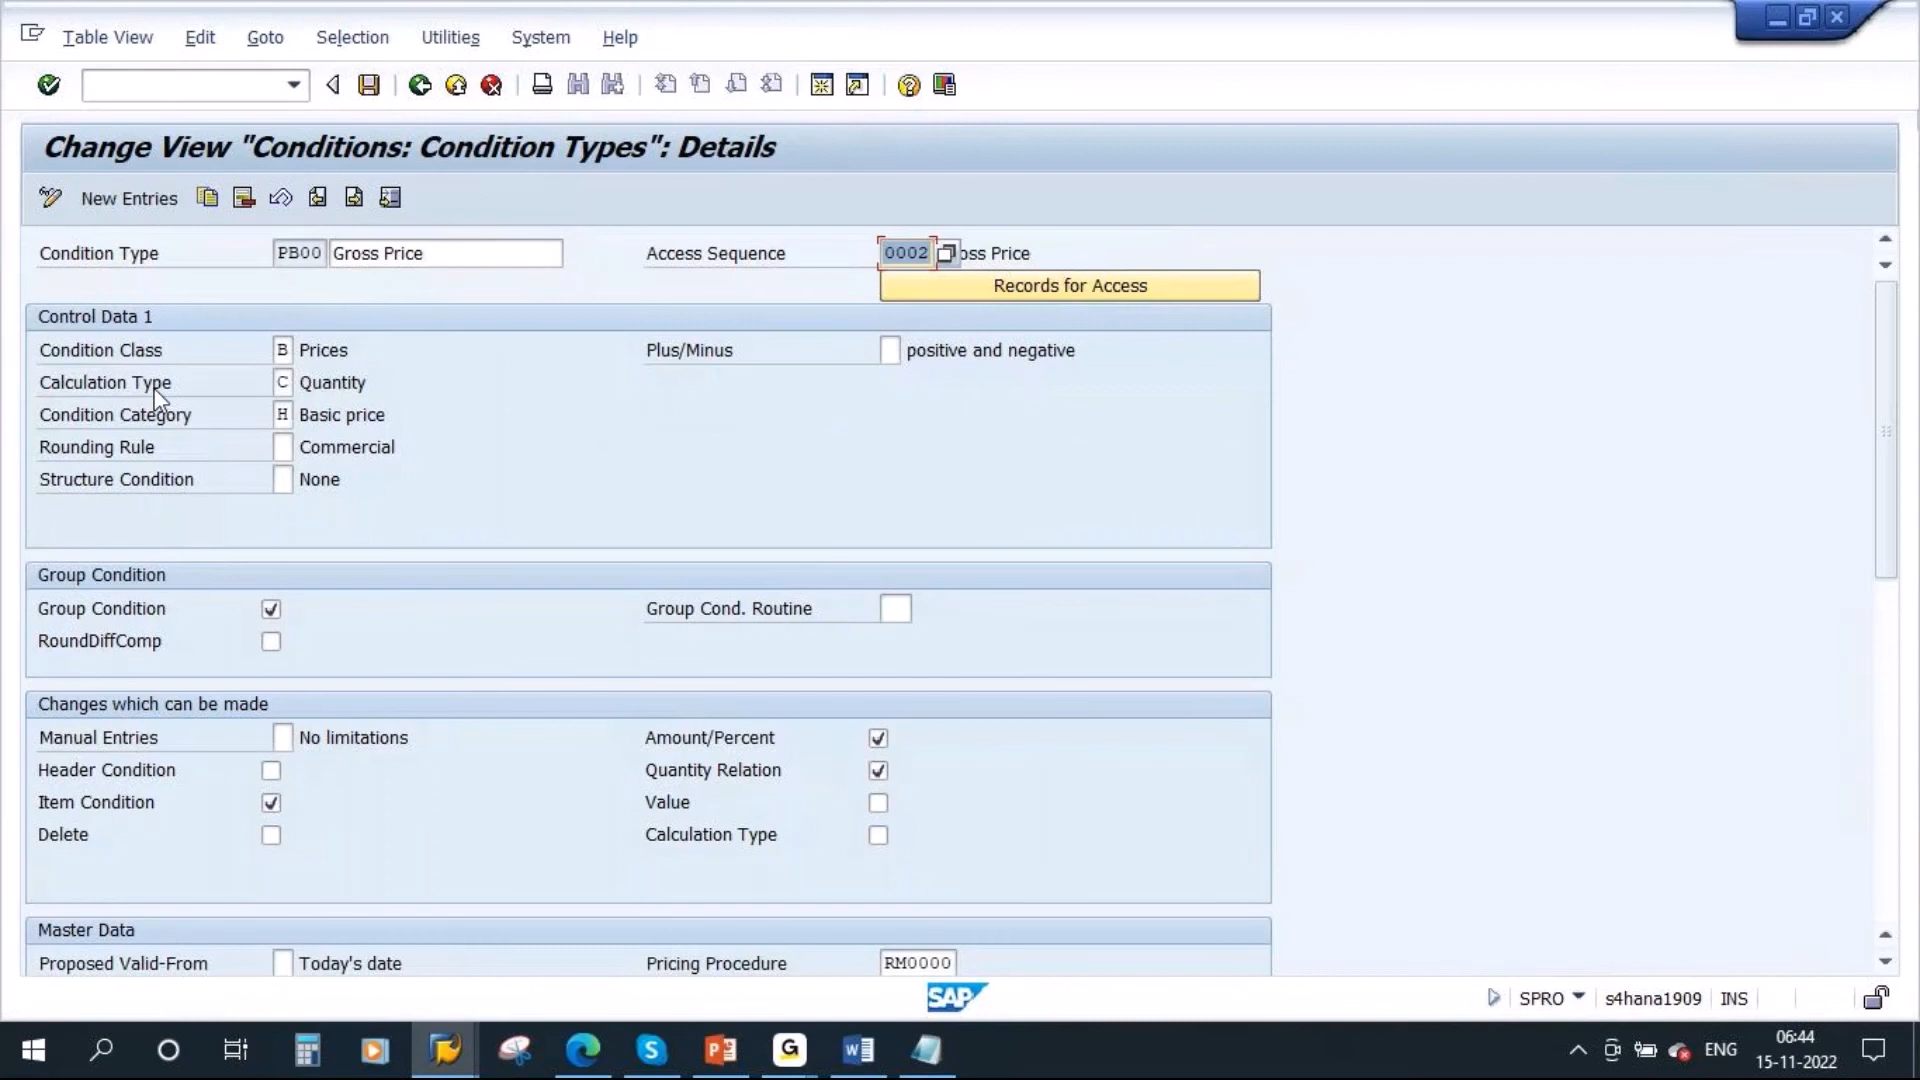 Table View Edit Goto Selection Utilities System Help
Change View "Conditions: Condition Types": Details
New Entries
Condition Type PB00 Gross Price Access Sequence 0002 oss Price
Records for Access
Control Data 1
Condition Class B Prices Plus/Minus positive and negative
Calculation Type C Quantity
Condition Category H Basic price
Rounding Rule Commercial
Structure Condition None
Group Condition
Group Condition Group Cond. Routine
RoundDiffComp
Changes which can be made
Manual Entries No limitations Amount/Percent
Header Condition Quantity Relation
Item Condition Value
Delete Calculation Type
Master Data
Proposed Valid-From Today's date Pricing Procedure RM0000
SAP
SPRO s4hana1909 INS
ENG 06:44
15-11-2022